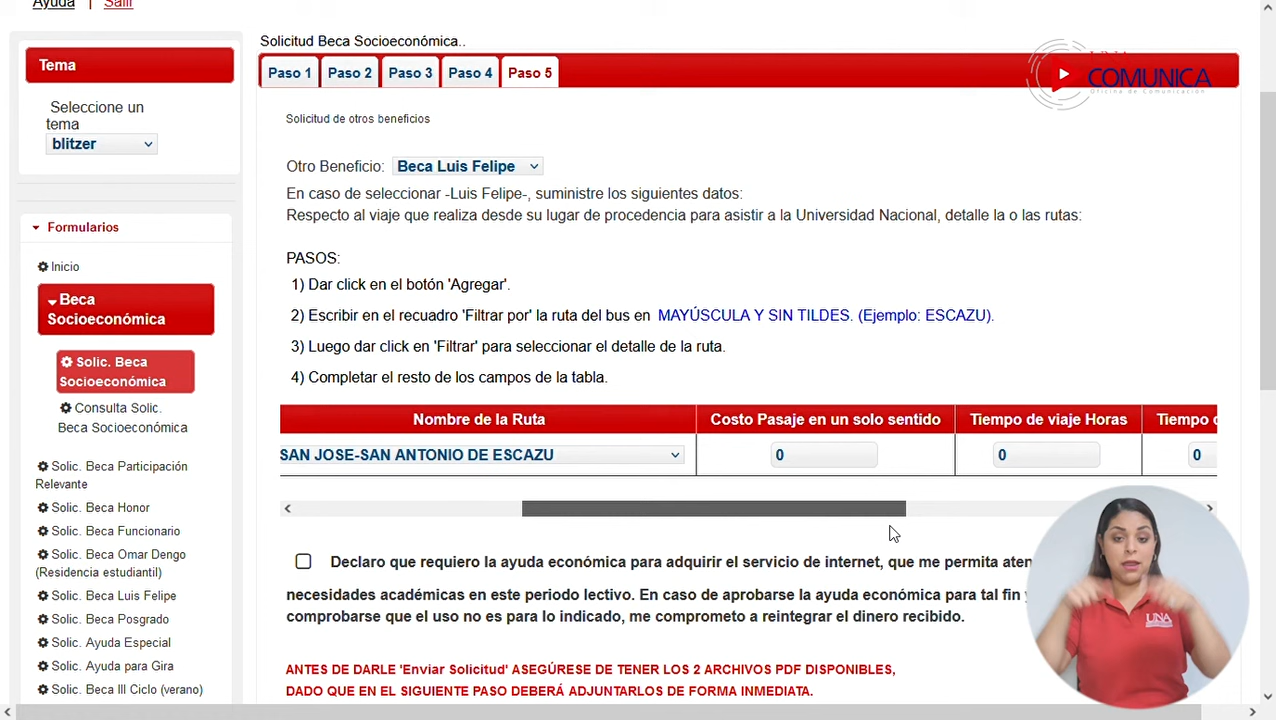 Ayuda | Salir
Tema
Seleccione un
tema
blitzer
Formularios
Inicio
Beca
Socioeconómica
Solic. Beca
Socioeconómica
Consulta Solic.
Beca Socioeconómica
Solic. Beca Participación
Relevante
Solic. Beca Honor
Solic. Beca Funcionario
Solic. Beca Omar Dengo
(Residencia estudiantil)
Solic. Beca Luis Felipe
Solic. Beca Posgrado
Solic. Ayuda Especial
Solic. Ayuda para Gira
Solic. Beca III Ciclo (verano)
Solicitud Beca Socioeconómica..
Paso 1 Paso 2 Paso 3 Paso 4 Paso 5
UNA
COMUNICA
Oficina de Comunicación
Solicitud de otros beneficios
Otro Beneficio: Beca Luis Felipe
En caso de seleccionar -Luis Felipe-, suministre los siguientes datos:
Respecto al viaje que realiza desde su lugar de procedencia para asistir a la Universidad Nacional, detalle la o las rutas:
PASOS:
1) Dar click en el botón 'Agregar'.
2) Escribir en el recuadro 'Filtrar por' la ruta del bus en MAYÚSCULA Y SIN TILDES. (Ejemplo: ESCAZU).
3) Luego dar click en 'Filtrar' para seleccionar el detalle de la ruta.
4) Completar el resto de los campos de la tabla.
Nombre de la Ruta Costo Pasaje en un solo sentido Tiempo de viaje Horas Tiempo
SAN JOSE-SAN ANTONIO DE ESCAZU 0 0 0
Declaro que requiero la ayuda económica para adquirir el servicio de internet, que me permita
necesidades académicas en este periodo lectivo. En caso de aprobarse la ayuda económica para tal fin
comprobarse que el uso no es para lo indicado, me comprometo a reintegrar el dinero recibido.
ANTES DE DARLE 'Enviar Solicitud' ASEGÚRESE DE TENER LOS 2 ARCHIVOS PDF DISPONIBLES,
DADO QUE EN EL SIGUIENTE PASO DEBERÁ ADJUNTARLOS DE FORMA INMEDIATA.
UNA